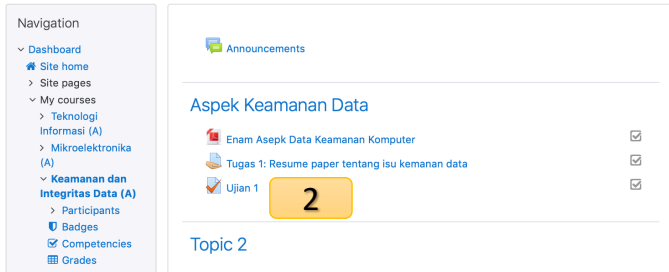 Navigation
Dashboard
Site home
Site pages
My courses
Teknologi
Informasi (A)
Mikroelektronika
(A)
Keamanan dan
Integritas Data (A)
Participants
Badges
Competencies
Grades
Announcements
Aspek Keamanan Data
Enam Asepk Data Keamanan Komputer
Tugas 1: Resume paper tentang isu kemanan data
Ujian 1
2
Topic 2